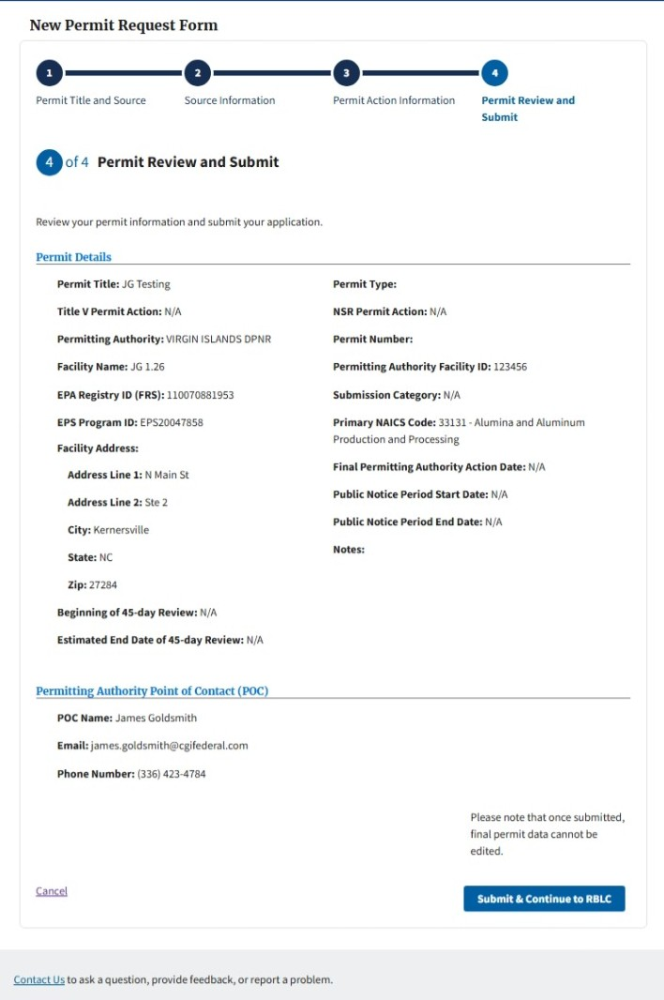 New Permit Request Form
1
2
3
4
Permit Title and Source
Source Information
Permit Action Information
Permit Review and
Submit
4 of 4 Permit Review and Submit
Review your permit information and submit your application.
Permit Details
Permit Title: JG Testing
Title V Permit Action: N/A
Permitting Authority: VIRGIN ISLANDS DPNR
Facility Name: JG 1.26
EPA Registry ID (FRS): 110070881953
EPS Program ID: EPS20047858
Facility Address:
Address Line 1: N Main St
Address Line 2: Ste 2
City: Kernersville
State: NC
Zip: 27284
Beginning of 45-day Review: N/A
Estimated End Date of 45-day Review: N/A
Permit Type:
NSR Permit Action: N/A
Permit Number:
Permitting Authority Facility ID: 123456
Submission Category: N/A
Primary NAICS Code: 33131 - Alumina and Aluminum
Production and Processing
Final Permitting Authority Action Date: N/A
Public Notice Period Start Date: N/A
Public Notice Period End Date: N/A
Notes:
Permitting Authority Point of Contact (POC)
POC Name: James Goldsmith
Email: james.goldsmith@cgifederal.com
Phone Number: (336) 423-4784
Please note that once submitted,
final permit data cannot be
edited.
Cancel
Submit & Continue to RBLC
Contact Us to ask a question, provide feedback, or report a problem.